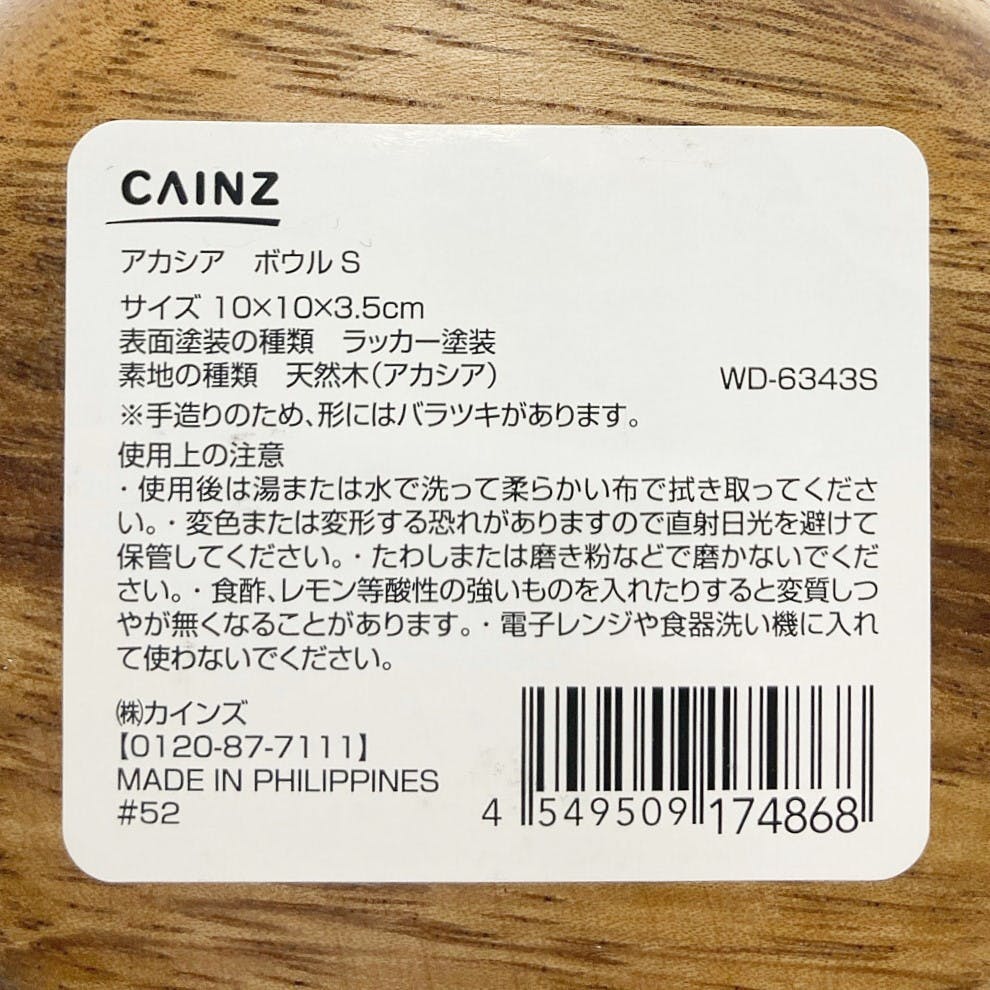 CAINZ
アカシア　ボウル S
サイズ 10×10×3.5cm
表面塗装の種類　ラッカー塗装
素地の種類　天然木(アカシア)
WD-6343S
※手造りのため、形にはバラツキがあります。
使用上の注意
・使用後は湯または水で洗って柔らかい布で拭き取ってくださ
い。・変色または変形する恐れがありますので直射日光を避けて
保管してください。・たわしまたは磨き粉などで磨かないでくだ
さい。・食酢、レモン等酸性の強いものを入れたりすると変質しつ
やが無くなることがあります。・電子レンジや食器洗い機に入れ
て使わないでください。
㈱カインズ
【0120-87-7111】
MADE IN PHILIPPINES
#52
4 549509 174868